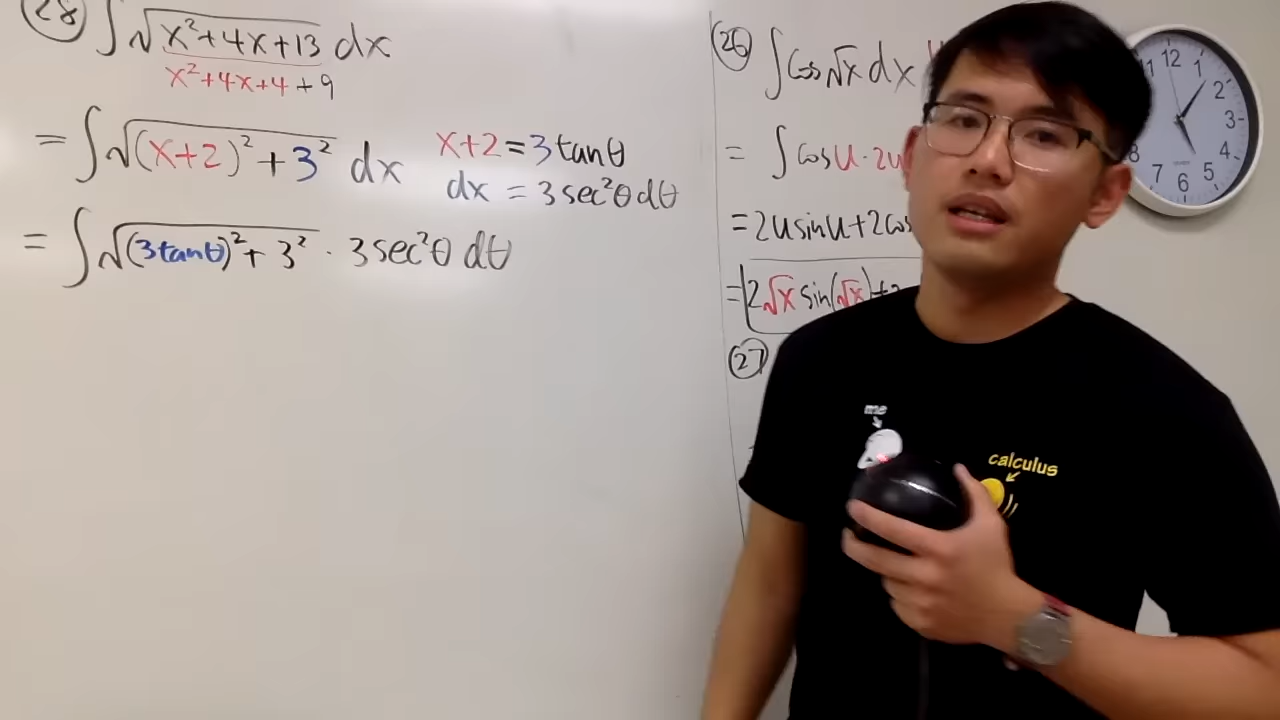 28 ∫ √x²+4x+13 dx
x²+4x+4 +9
= ∫ √(x+2)²+3² dx x+2 = 3tanθ
dx = 3sec²θ dθ
= ∫ √(3tanθ)²+3² · 3sec²θ dθ
26 ∫ cos√x dx
= ∫ cos u · 2u
= 2u sin u + 2cos
= 2√x sin(√x) +
27
me
calculus
11 12 1 2 3 4 5 6 7 8